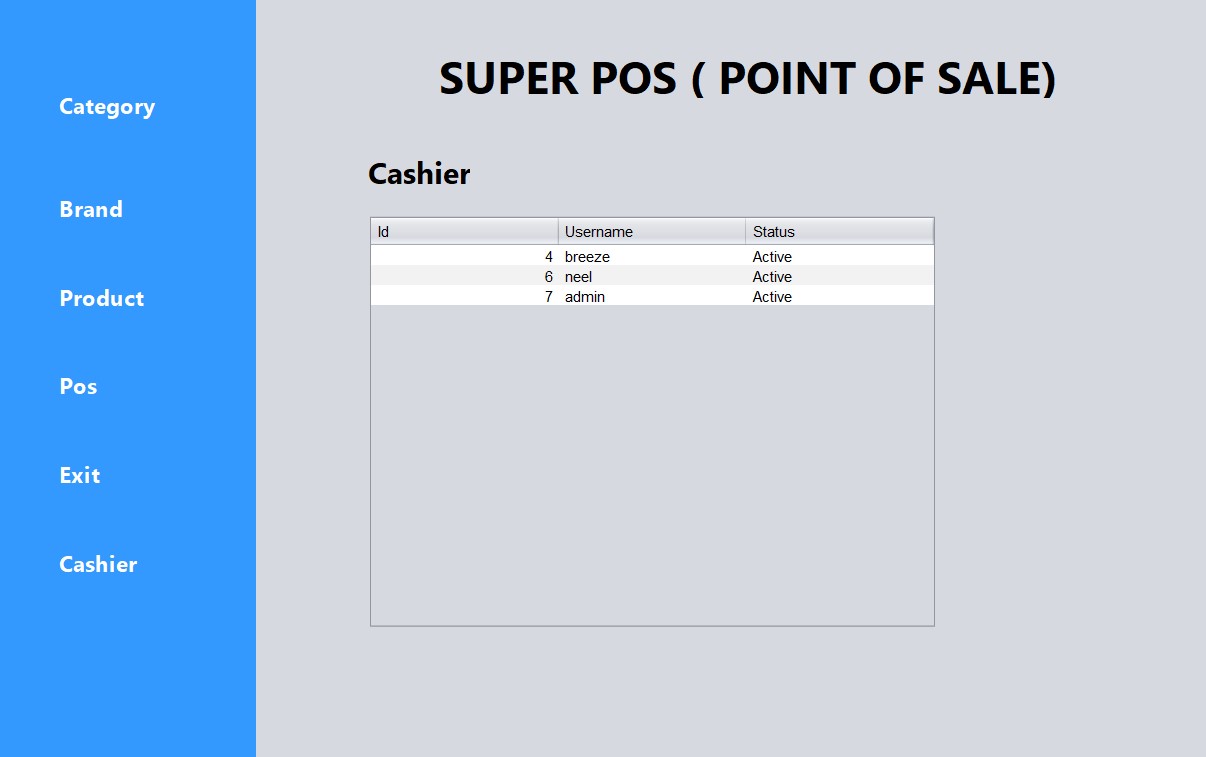 SUPER POS ( POINT OF SALE)
Category
Brand
Product
Pos
Exit
Cashier
Cashier
Id Username Status
4 breeze Active
6 neel Active
7 admin Active